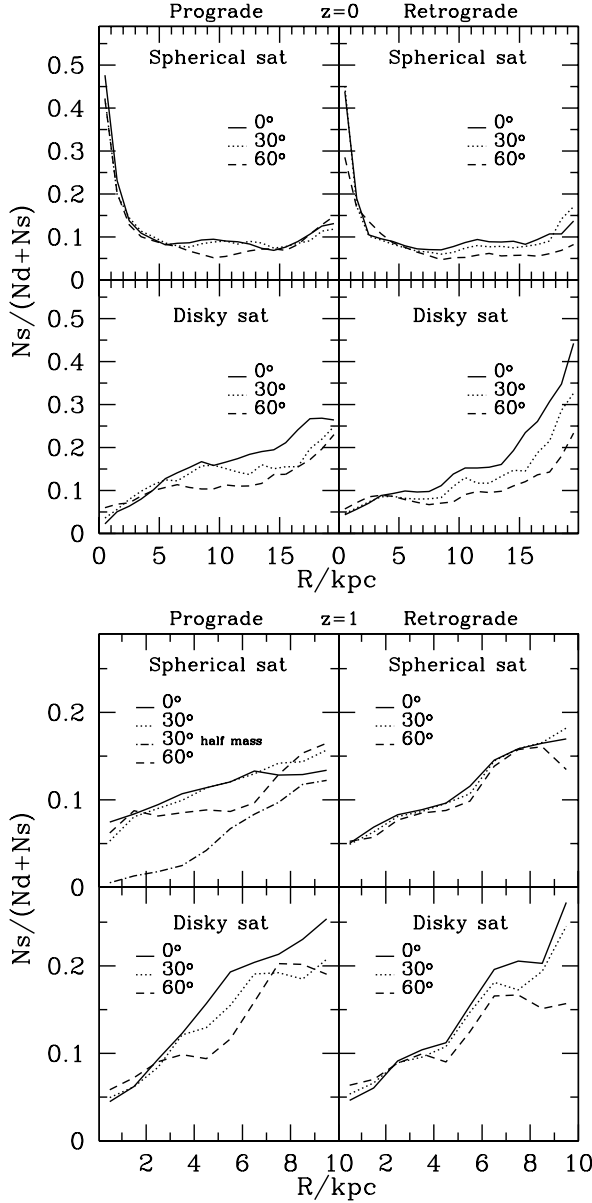 Prograde z=0 Retrograde
Spherical sat Spherical sat
0.5
0.4
0° 0°
0.3
30° 30°
60° 60°
0.2
0.1
0
Ns/(Nd+Ns)
Disky sat Disky sat
0.5
0.4
0° 0°
30° 30°
0.3
60° 60°
0.2
0.1
0
0 5 10 15 0 5 10 15
R/kpc R/kpc
Prograde z=1 Retrograde
Spherical sat Spherical sat
0° 0°
0.2
30° 30°
30° half mass
60°
60°
0.1
0
Ns/(Nd+Ns)
Disky sat Disky sat
0° 0°
0.2
30° 30°
60° 60°
0.1
0
2 4 6 8 10 2 4 6 8 10
R/kpc R/kpc